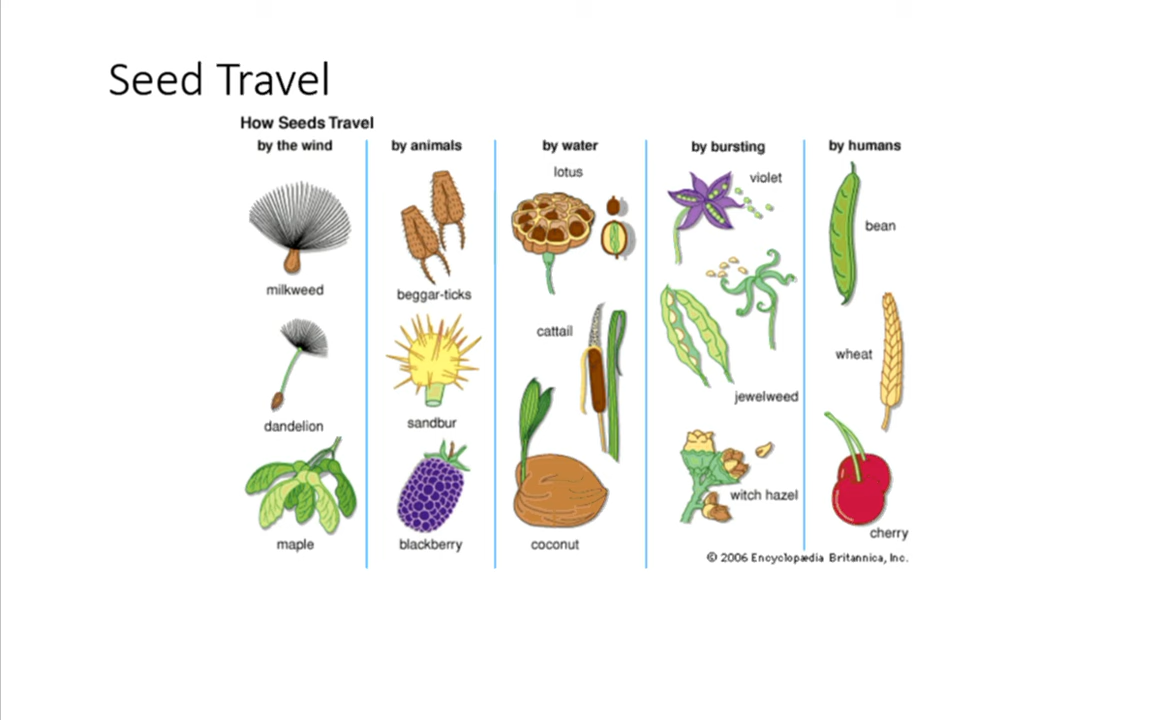 Seed Travel
How Seeds Travel
by the wind
milkweed
dandelion
maple
by animals
beggar-ticks
sandbur
blackberry
by water
lotus
cattail
coconut
by bursting
violet
jewelweed
witch hazel
by humans
bean
wheat
cherry
© 2006 Encyclopædia Britannica, Inc.